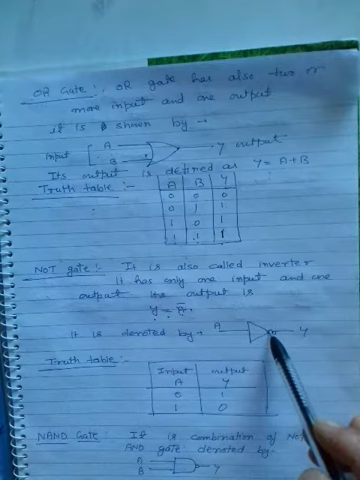 OR Gate:- OR gate has also two or
more input and one output
it is shown by →
Input A B Y output
Its output is defined as Y = A+B
Truth table :-
A B Y
0 0 0
0 1 1
1 0 1
1 1 1
NOT gate:- It is also called inverter
It has only one input and one
output its output is
Y = A̅
It is denoted by → A Y
Truth table:-
Input output
A Y
0 1
1 0
NAND Gate:- It is combination of NOT
AND gate denoted by-
A
B Y